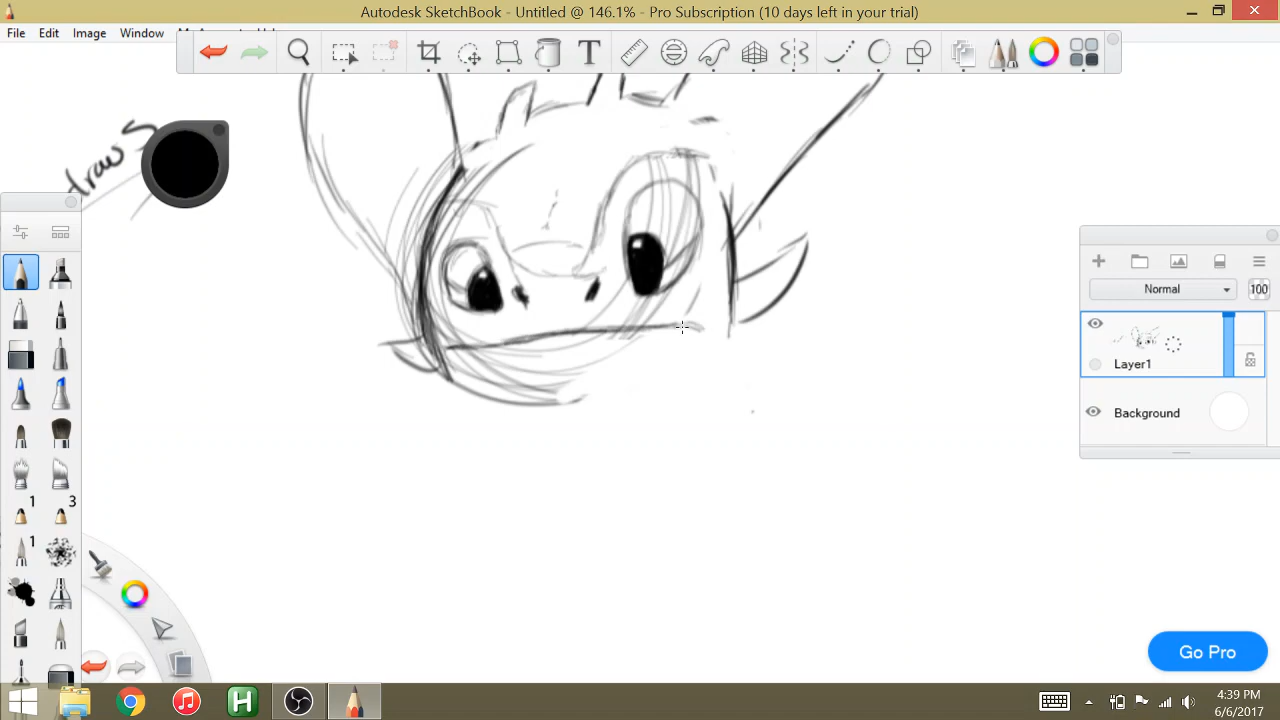 Autodesk SketchBook - Untitled @ 146.1% - Pro Subscription (10 days left in your trial)
File Edit Image Window
T
draws
Normal 100
Layer1
Background
1 3
1
Go Pro
H
4:39 PM
6/6/2017